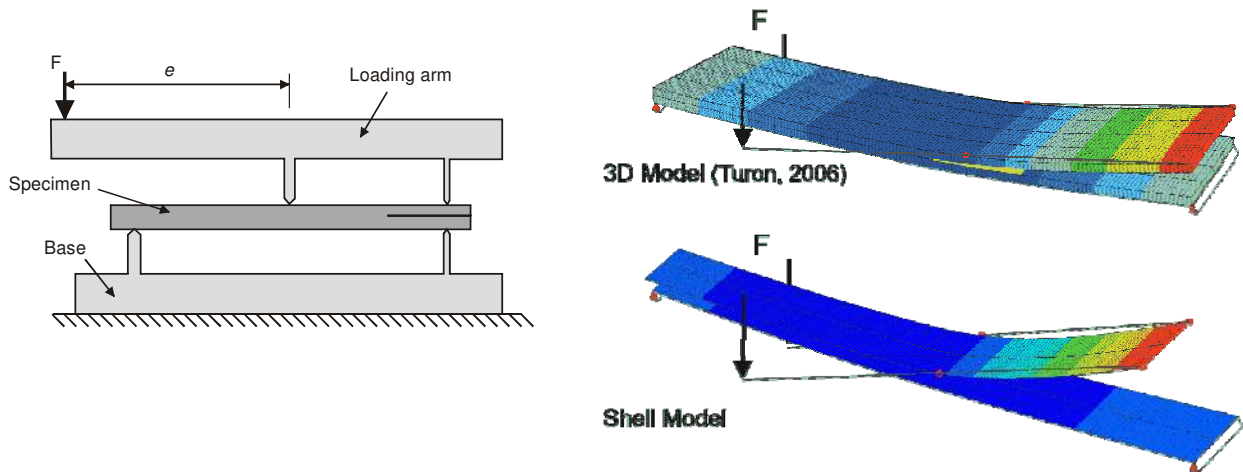 F
e
Loading arm
Specimen
Base
F
3D Model (Turon, 2006)
F
Shell Model